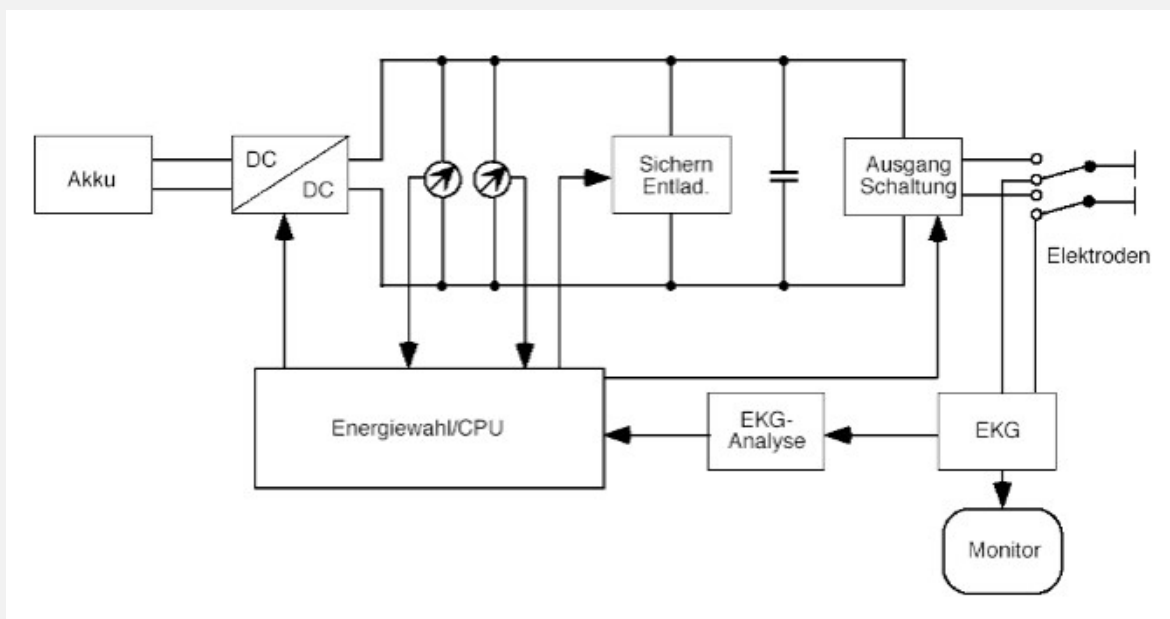 Akku
DC
DC
Sichern
Entlad.
Ausgang
Schaltung
Elektroden
Energiewahl/CPU
EKG-
Analyse
EKG
Monitor